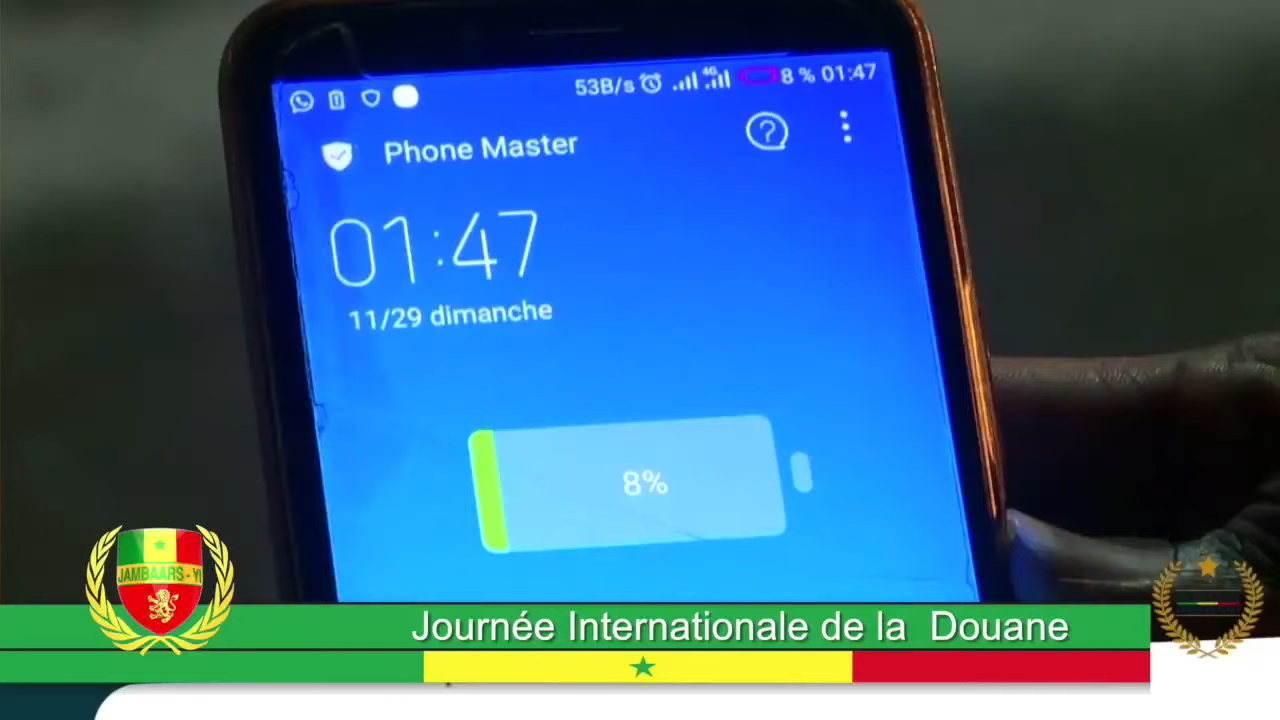 53B/s 4G 8 % 01:47
Phone Master
01:47
11/29 dimanche
8%
JAMBAARS-YI
Journée Internationale de la Douane